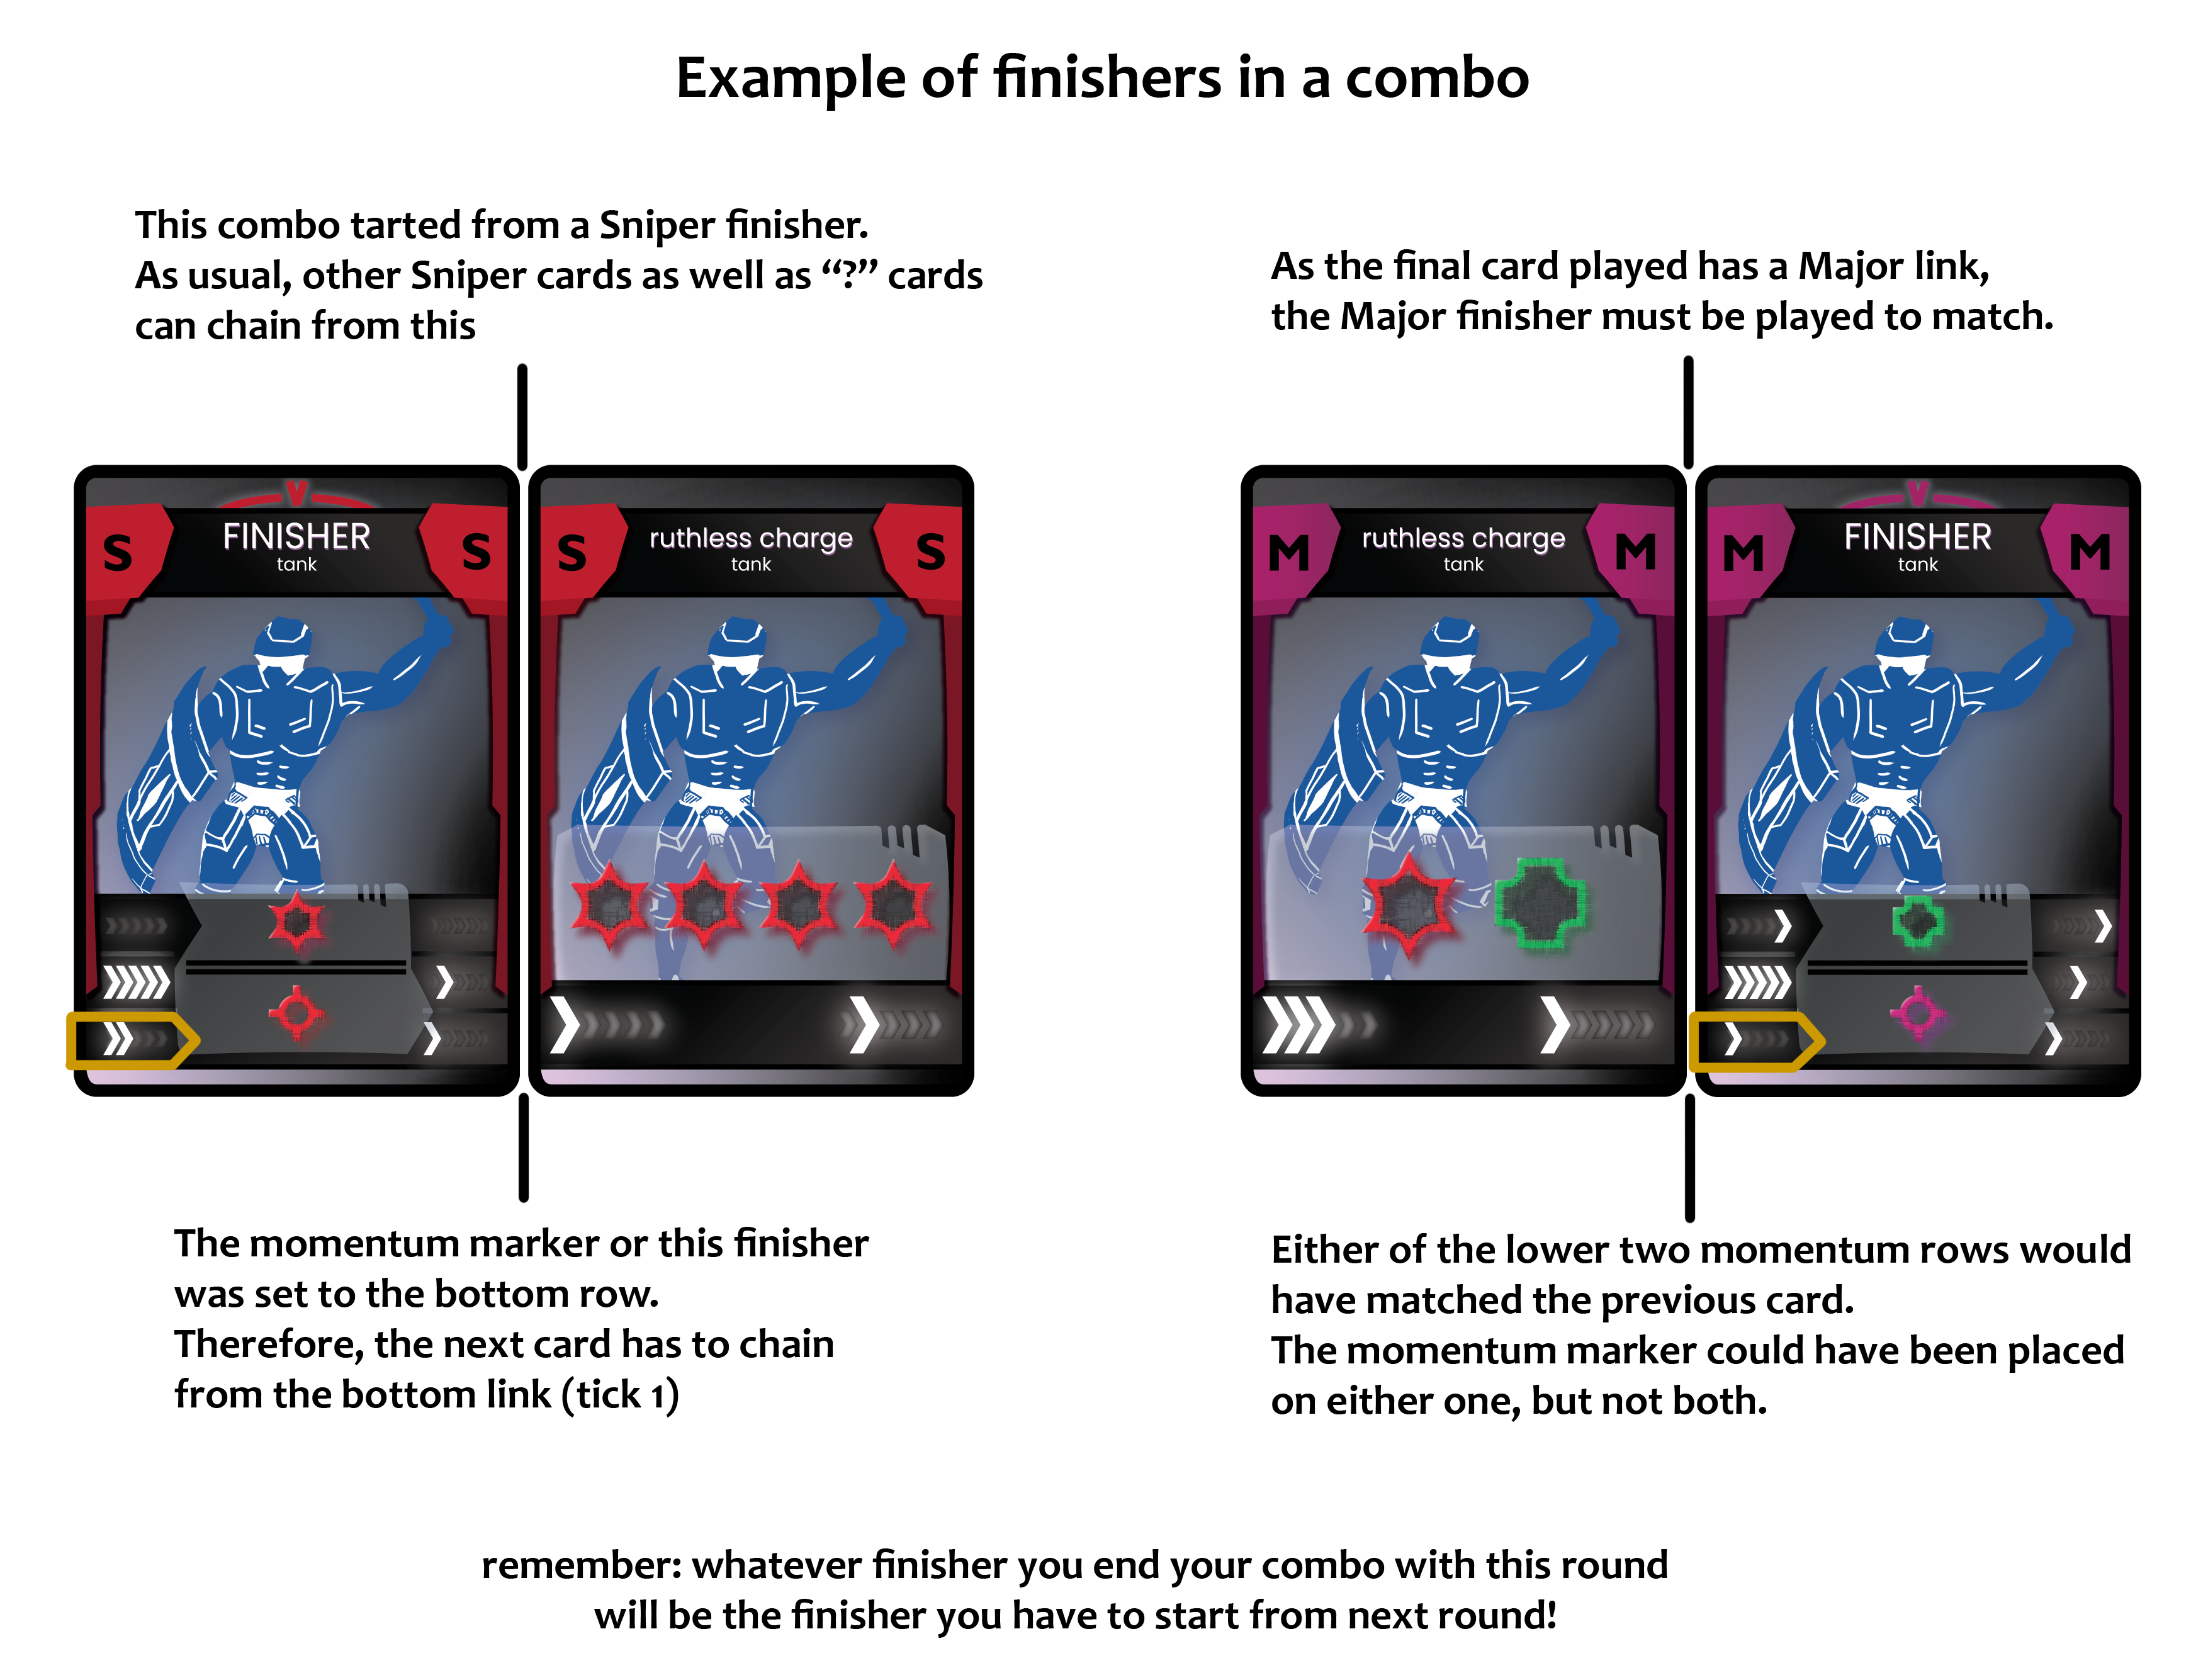 Example of finishers in a combo
This combo tarted from a Sniper finisher.
As usual, other Sniper cards as well as “?” cards
can chain from this
As the final card played has a Major link,
the Major finisher must be played to match.
S
FINISHER
tank
S
S
ruthless charge
tank
S
M
ruthless charge
tank
M
M
FINISHER
tank
M
The momentum marker or this finisher
was set to the bottom row.
Therefore, the next card has to chain
from the bottom link (tick 1)
Either of the lower two momentum rows would
have matched the previous card.
The momentum marker could have been placed
on either one, but not both.
remember: whatever finisher you end your combo with this round
will be the finisher you have to start from next round!